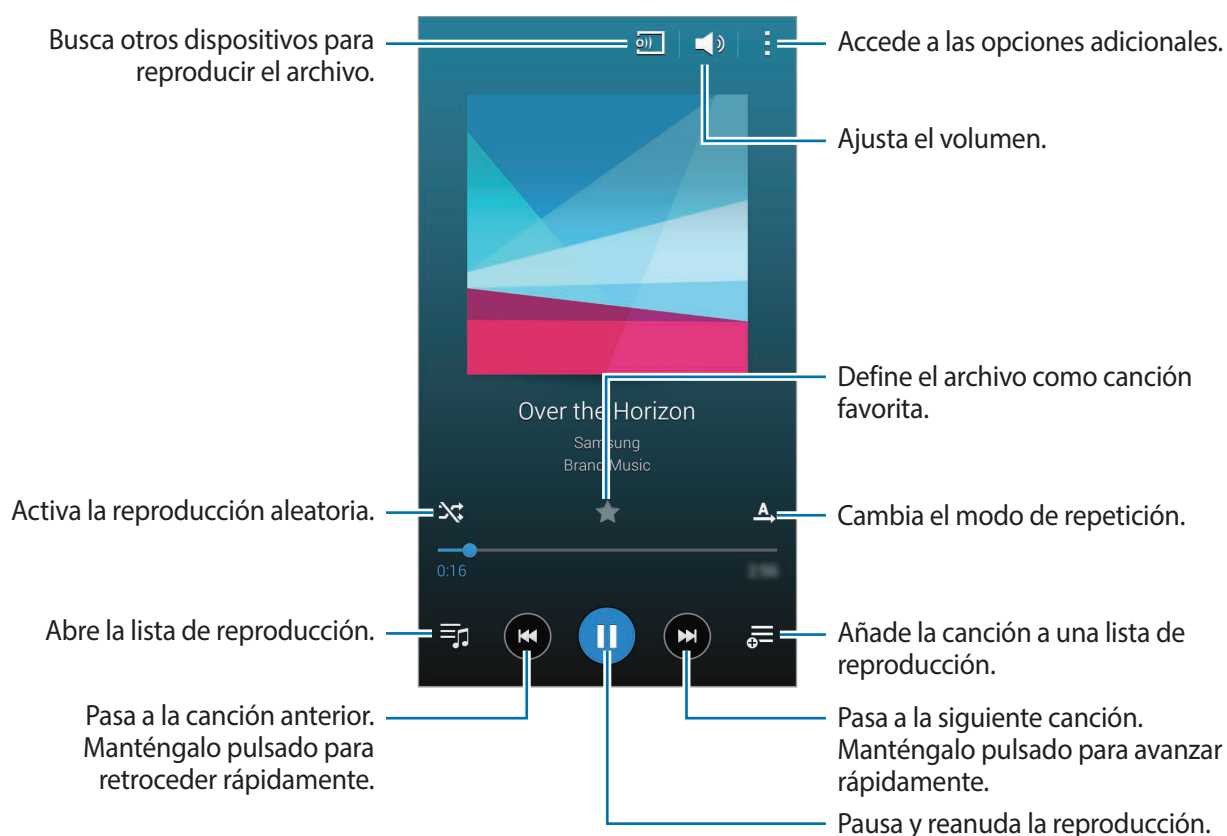 Busca otros dispositivos para
reproducir el archivo.
Accede a las opciones adicionales.
Ajusta el volumen.
Define el archivo como canción
favorita.
Over the Horizon
Samsung
Brand Music
Activa la reproducción aleatoria.
A
Cambia el modo de repetición.
0:16
Abre la lista de reproducción.
Añade la canción a una lista de
reproducción.
Pasa a la canción anterior.
Manténgalo pulsado para
retroceder rápidamente.
Pasa a la siguiente canción.
Manténgalo pulsado para avanzar
rápidamente.
Pausa y reanuda la reproducción.